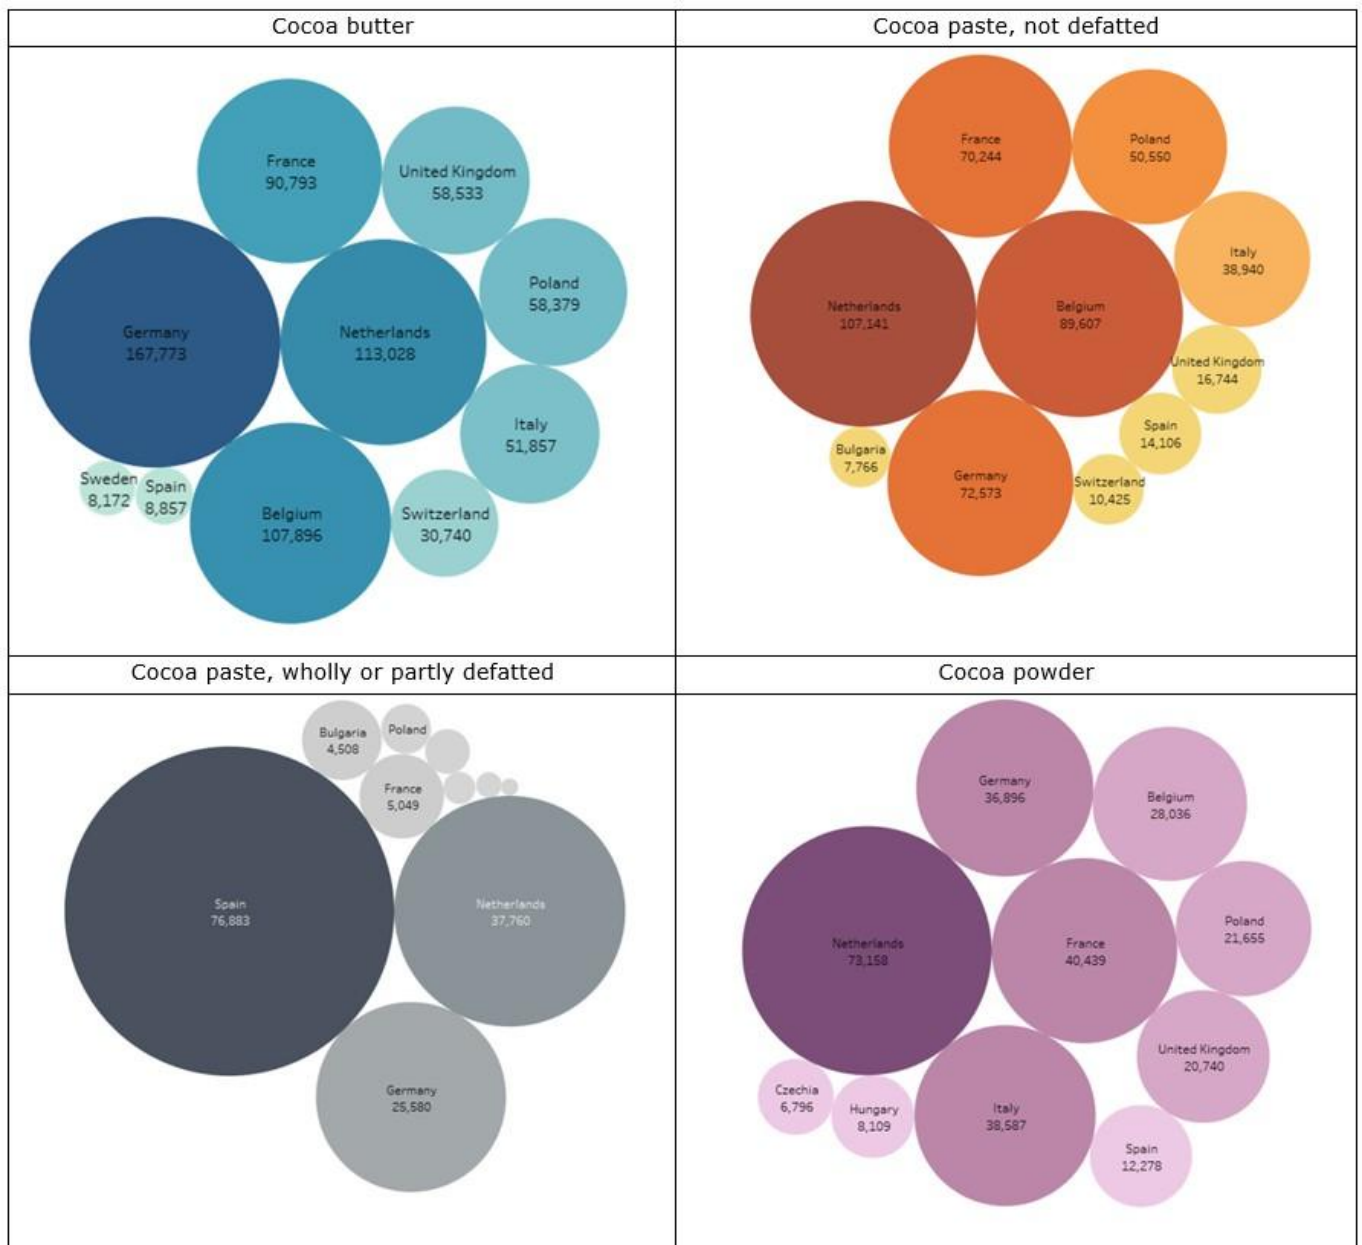 Cocoa butter
Cocoa paste, not defatted
France
90,793
United Kingdom
58,533
Poland
58,379
Germany
167,773
Netherlands
113,028
Italy
51,857
Sweden
8,172
Spain
8,857
Belgium
107,896
Switzerland
30,740
France
70,244
Poland
50,550
Italy
38,940
Netherlands
107,141
Belgium
89,607
United Kingdom
16,744
Spain
14,106
Bulgaria
7,766
Germany
72,573
Switzerland
10,425
Cocoa paste, wholly or partly defatted
Cocoa powder
Bulgaria
4,508
Poland
France
5,049
Spain
76,883
Netherlands
37,760
Germany
25,580
Germany
36,896
Belgium
28,036
Netherlands
73,158
France
40,439
Poland
21,655
United Kingdom
20,740
Czechia
6,796
Hungary
8,109
Italy
38,587
Spain
12,278